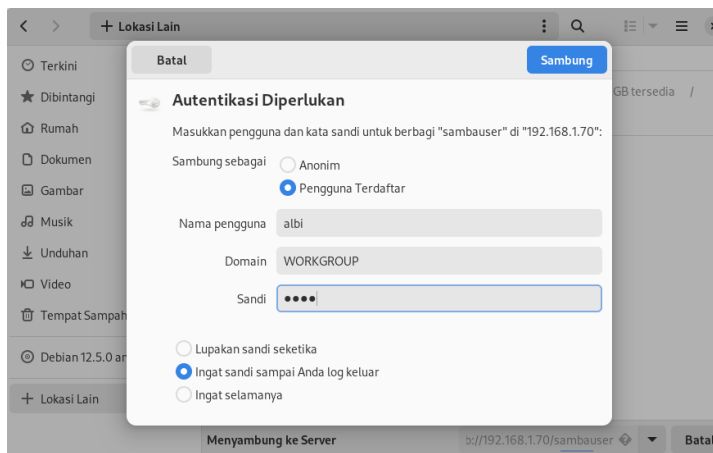 Lokasi Lain
Terkini
Dibintangi
Rumah
Dokumen
Gambar
Musik
Unduhan
Video
Tempat Sampah
Debian 12.5.0 an
Lokasi Lain
GB tersedia /
Batal
Sambung
Autentikasi Diperlukan
Masukkan pengguna dan kata sandi untuk berbagi "sambauser" di "192.168.1.70":
Sambung sebagai
Anonim
Pengguna Terdaftar
Nama pengguna albi
Domain WORKGROUP
Sandi ••••
Lupakan sandi seketika
Ingat sandi sampai Anda log keluar
Ingat selamanya
Menyambung ke Server
://192.168.1.70/sambauser
Batal